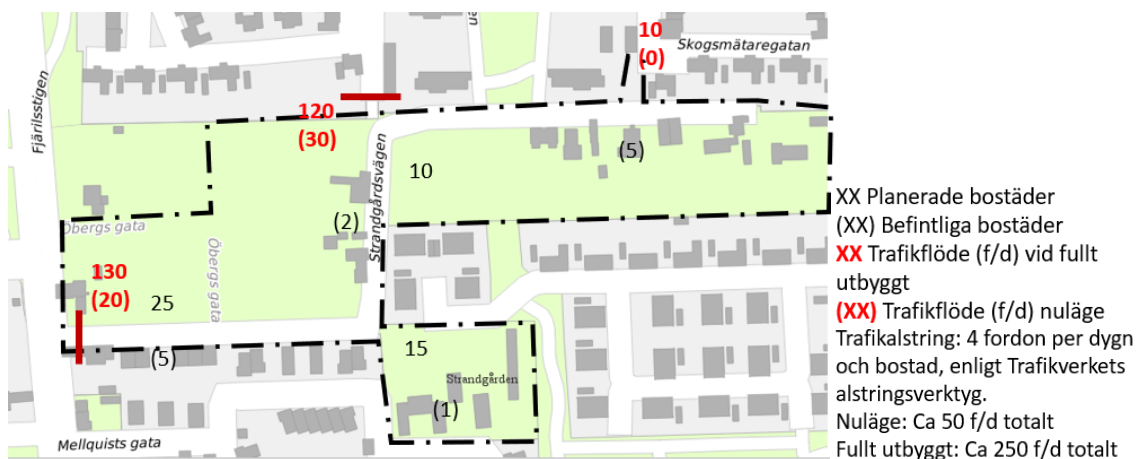 10
(0)
Skogsmätaregatan
an
Fjärilsstigen
120
(30)
Strandgårdsvägen
10
(5)
(2)
Öbergs gata
Öbergs gata
130
(20)
25
(5)
15
Strandgården
(1)
Mellquists gata
XX Planerade bostäder
(XX) Befintliga bostäder
XX Trafikflöde (f/d) vid fullt
utbyggt
(XX) Trafikflöde (f/d) nuläge
Trafikalstring: 4 fordon per dygn
och bostad, enligt Trafikverkets
alstringsverktyg.
Nuläge: Ca 50 f/d totalt
Fullt utbyggt: Ca 250 f/d totalt